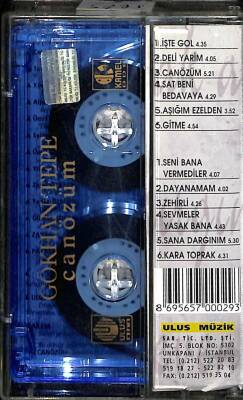 GÖKHAN TEPE
canözüm
KAMEL
ULUS
1.İŞTE GOL 4.35
2.DELİ YARİM 4.05
3.CANÖZÜM 5.21
4.SAT BENİ
BEDAVAYA 4.29
5.AŞIĞIM EZELDEN 3.52
6.GİTME 4.54
1.SENİ BANA
VERMEDİLER 4.07
2.DAYANAMAM 4.02
3.ZEHİRLİ 4.26
4.SEVMELER
YASAK BANA 4.43
5.SANA DARGINIM 5.30
6.KARA TOPRAK 4.31
8 695657 000293
ULUS MÜZİK
SAN. TİC. LTD. ŞTİ.
İMÇ. 5. BLOK NO: 5302
UNKAPANI / İSTANBUL
TEL: (0.212) 522 20 83
519 18 27 - 522 82 10
FAX: (0.212) 519 35 04